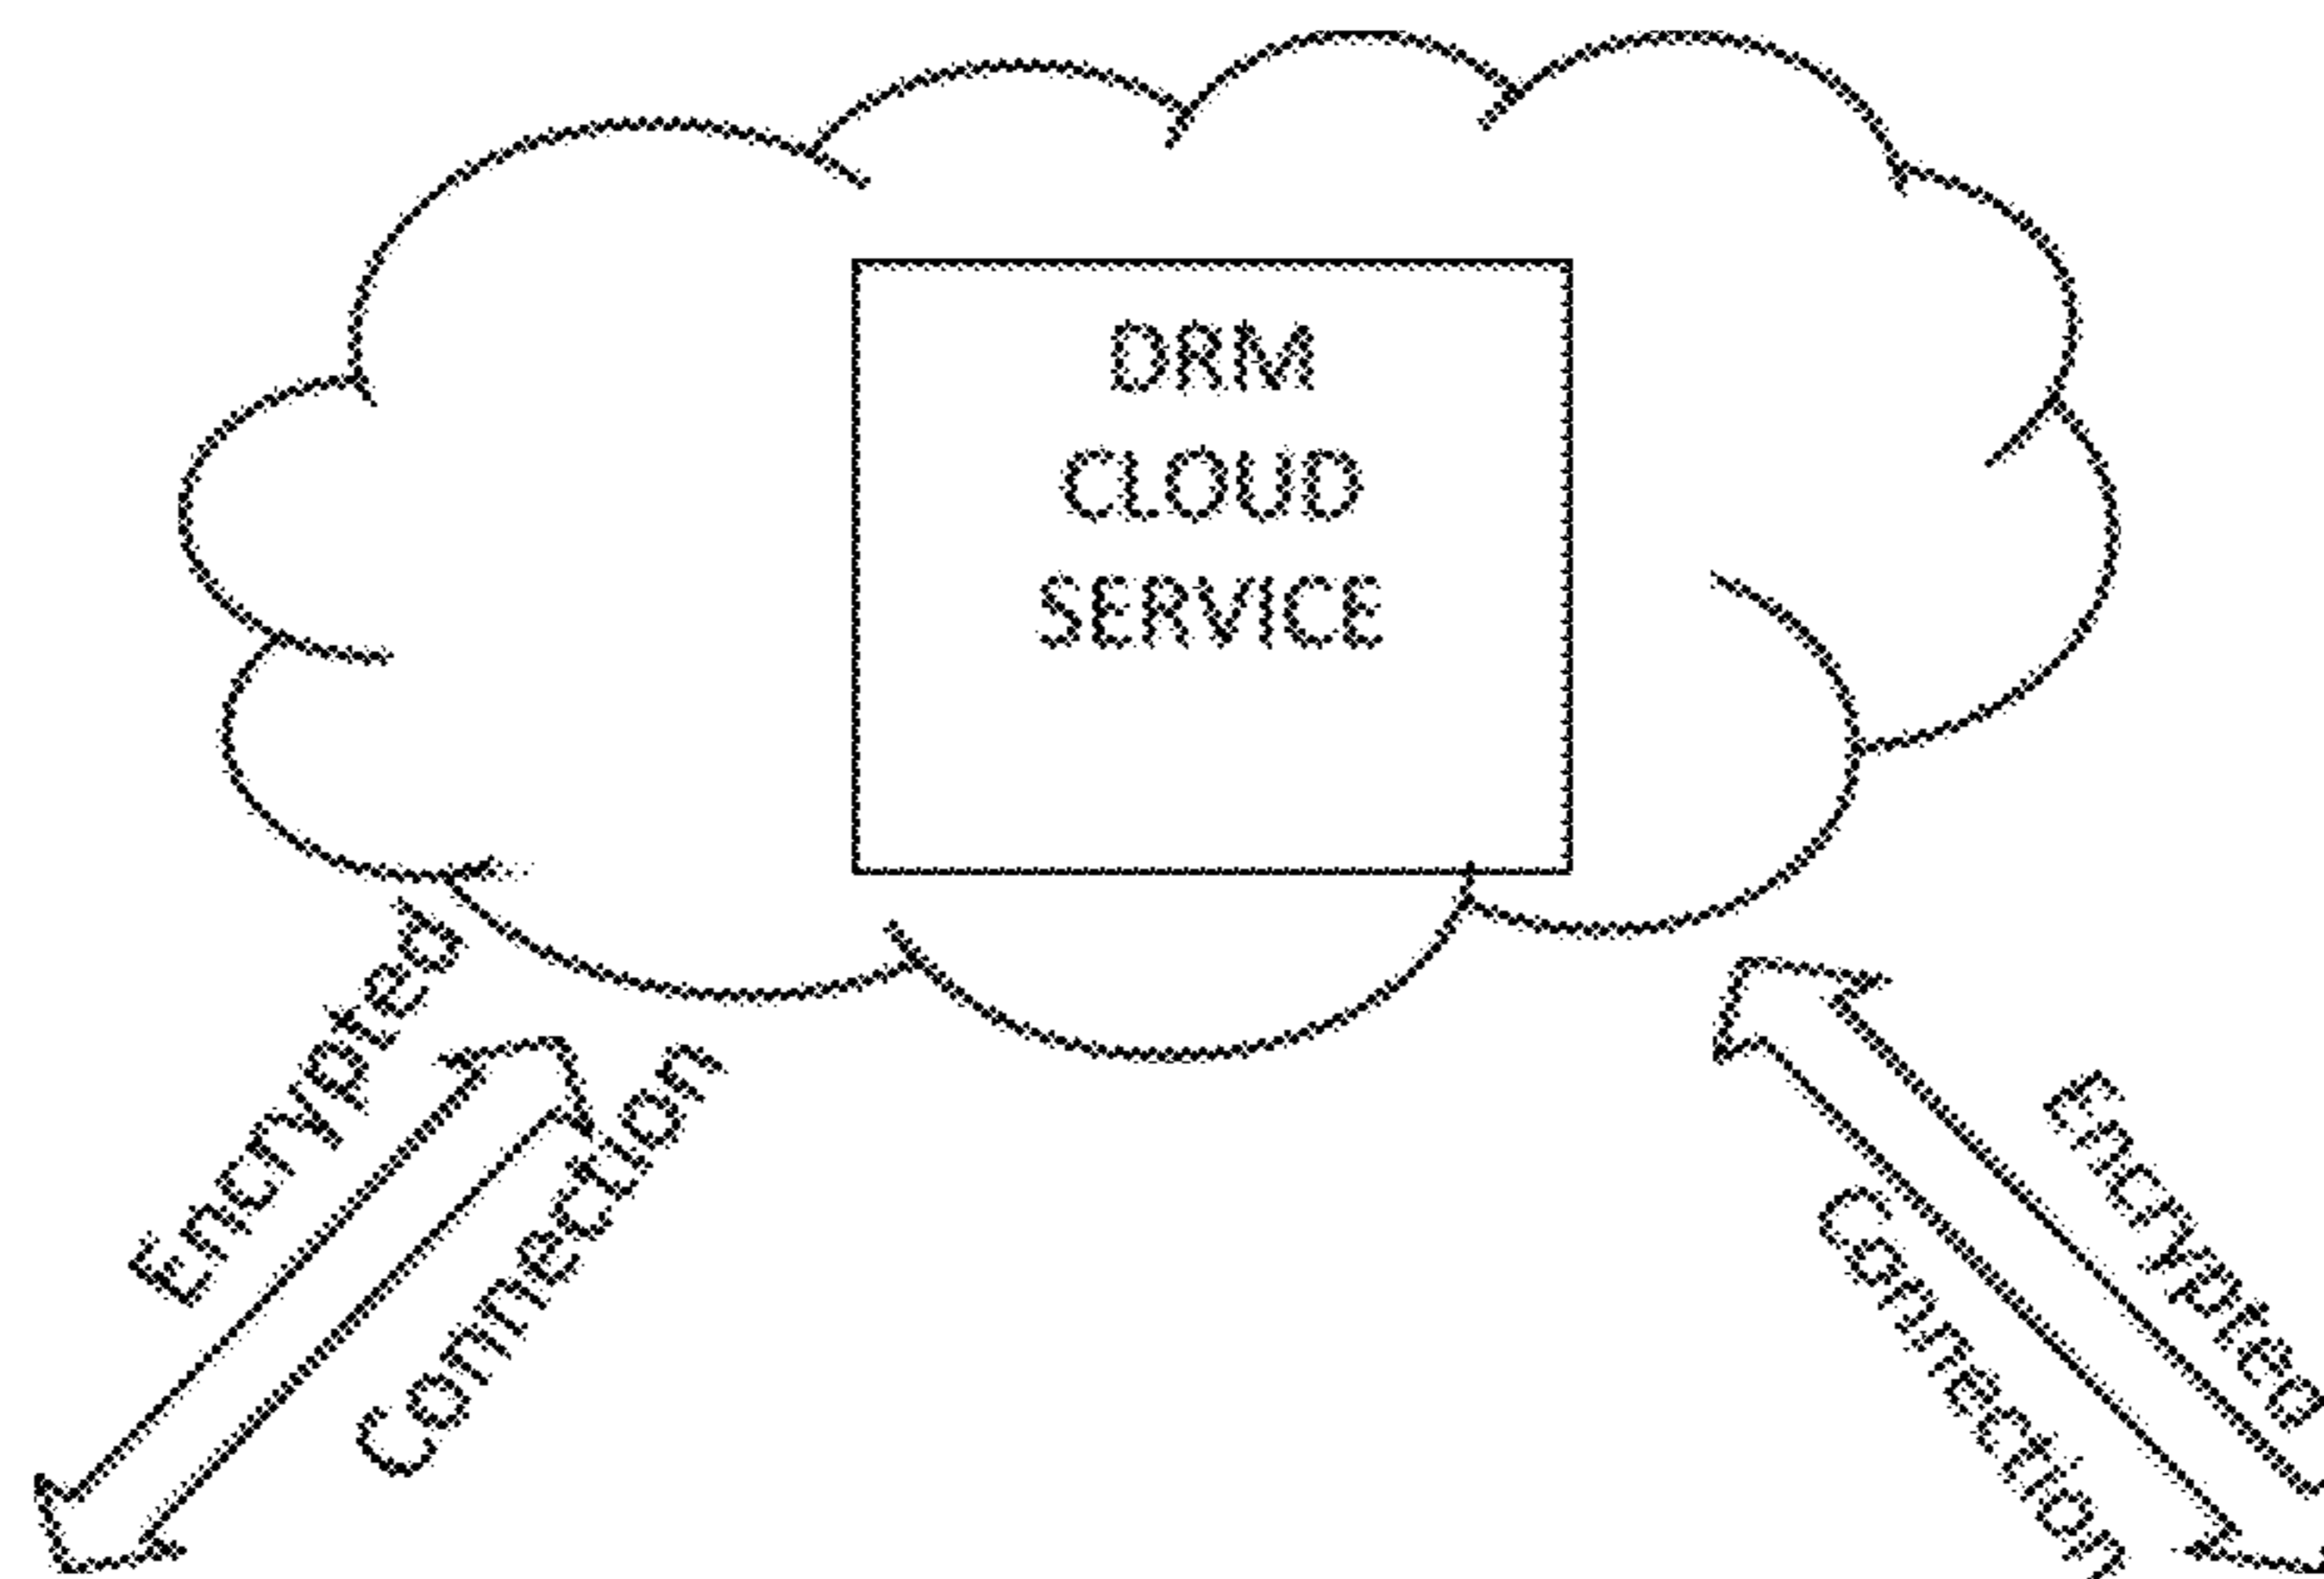 DRM
CLOUD
SERVICE
Encrypted
Connection
Encrypted
Connection